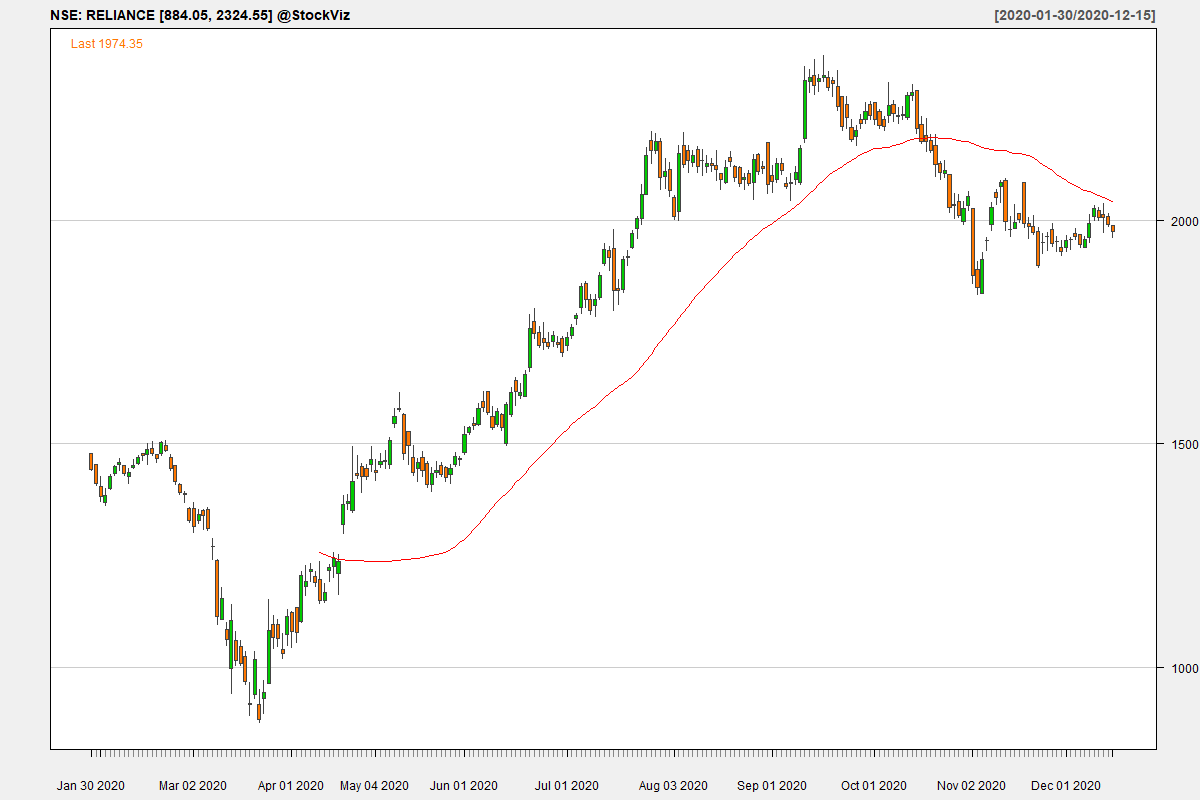 NSE: RELIANCE [884.05, 2324.55] @StockViz [2020-01-30/2020-12-15]
Last 1974.35
2000
1500
1000
Jan 30 2020 Mar 02 2020 Apr 01 2020 May 04 2020 Jun 01 2020 Jul 01 2020 Aug 03 2020 Sep 01 2020 Oct 01 2020 Nov 02 2020 Dec 01 2020